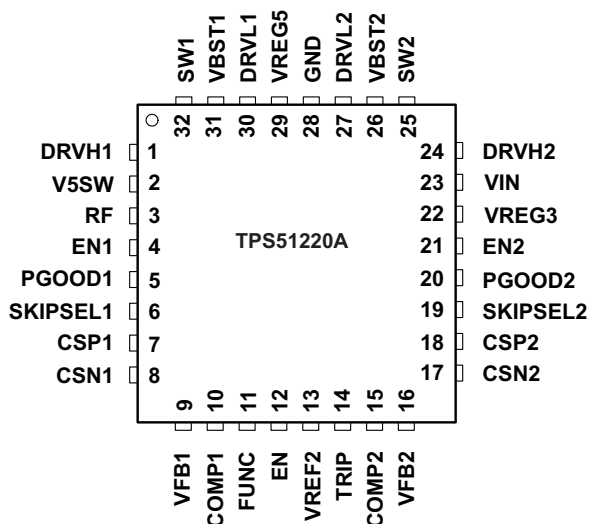 SW1 VBST1 DRVL1 VREG5 GND DRVL2 VBST2 SW2
32 31 30 29 28 27 26 25
DRVH1 1 24 DRVH2
V5SW 2 23 VIN
RF 3 TPS51220A 22 VREG3
EN1 4 21 EN2
PGOOD1 5 20 PGOOD2
SKIPSEL1 6 19 SKIPSEL2
CSP1 7 18 CSP2
CSN1 8 17 CSN2
9 10 11 12 13 14 15 16
VFB1 COMP1 FUNC EN VREF2 TRIP COMP2 VFB2